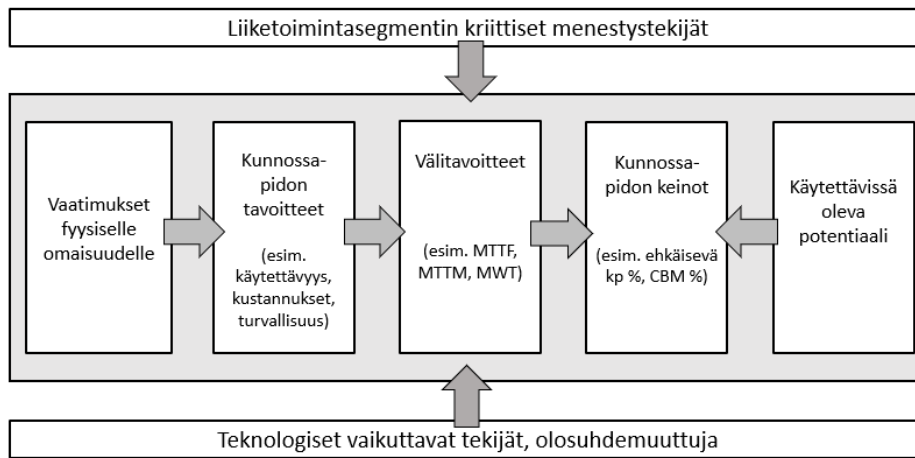 Liiketoimintasegmentin kriittiset menestystekijät
Vaatimukset
fyysiselle
omaisuudelle
Kunnossa-
pidon
tavoitteet
(esim.
käytettävyys,
kustannukset,
turvallisuus)
Välitavoitteet
(esim. MTTF,
MTTM, MWT)
Kunnossa-
pidon keinot
(esim. ehkäisevä
kp %, CBM %)
Käytettävissä
oleva
potentiaali
Teknologiset vaikuttavat tekijät, olosuhdemuuttuja